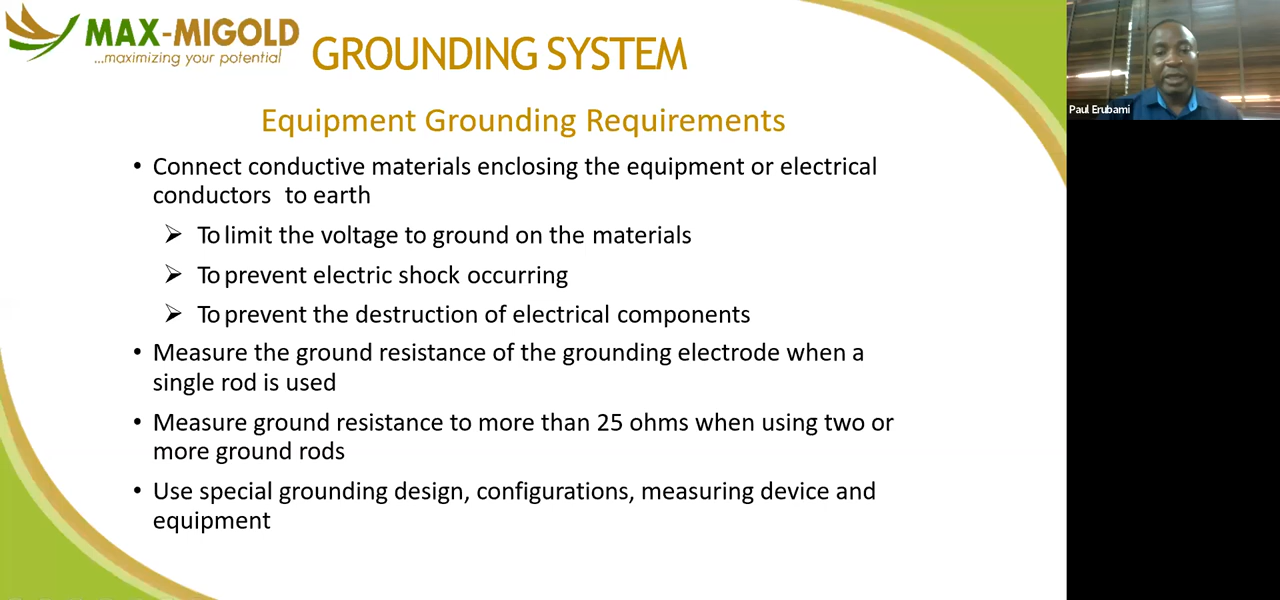 MAX-MIGOLD
...maximizing your potential
GROUNDING SYSTEM
Paul Erubami
Equipment Grounding Requirements
• Connect conductive materials enclosing the equipment or electrical
conductors to earth
➢ To limit the voltage to ground on the materials
➢ To prevent electric shock occurring
➢ To prevent the destruction of electrical components
• Measure the ground resistance of the grounding electrode when a
single rod is used
• Measure ground resistance to more than 25 ohms when using two or
more ground rods
• Use special grounding design, configurations, measuring device and
equipment